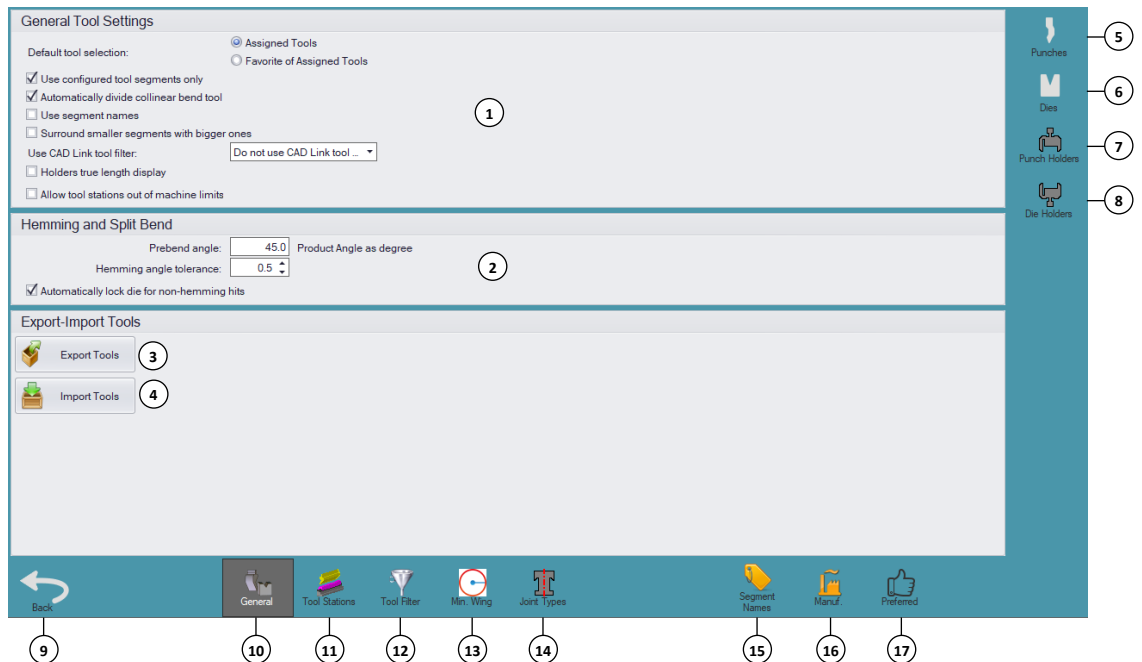 General Tool Settings
Default tool selection:
Assigned Tools
Favorite of Assigned Tools
Use configured tool segments only
Automatically divide collinear bend tool
Use segment names
Surround smaller segments with bigger ones
Use CAD Link tool filter:
Do not use CAD Link tool ...
Holders true length display
Allow tool stations out of machine limits
1
Hemming and Split Bend
Prebend angle: 45.0 Product Angle as degree
Hemming angle tolerance: 0.5
Automatically lock die for non-hemming hits
2
Export-Import Tools
Export Tools
3
Import Tools
4
Punches
5
Dies
6
Punch Holders
7
Die Holders
8
Back
General
Tool Stations
Tool Filter
Min. Wing
Joint Types
Segment
Names
Manuf.
Preferred
9
10
11
12
13
14
15
16
17